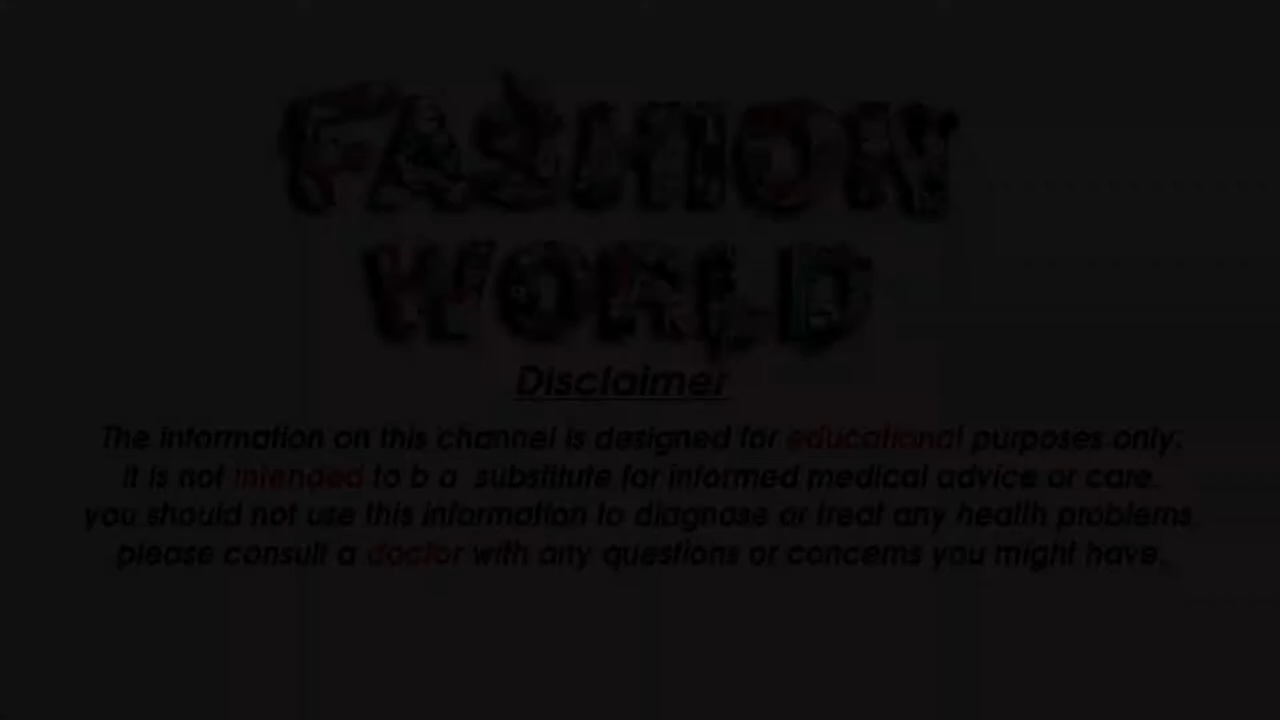 FASHION
WORLD
Disclaimer
The information on this channel is designed for educational purposes only.
It is not intended to b a substitute for informed medical advice or care.
you should not use this information to diagnose or treat any health problems
please consult a doctor with any questions or concerns you might have.